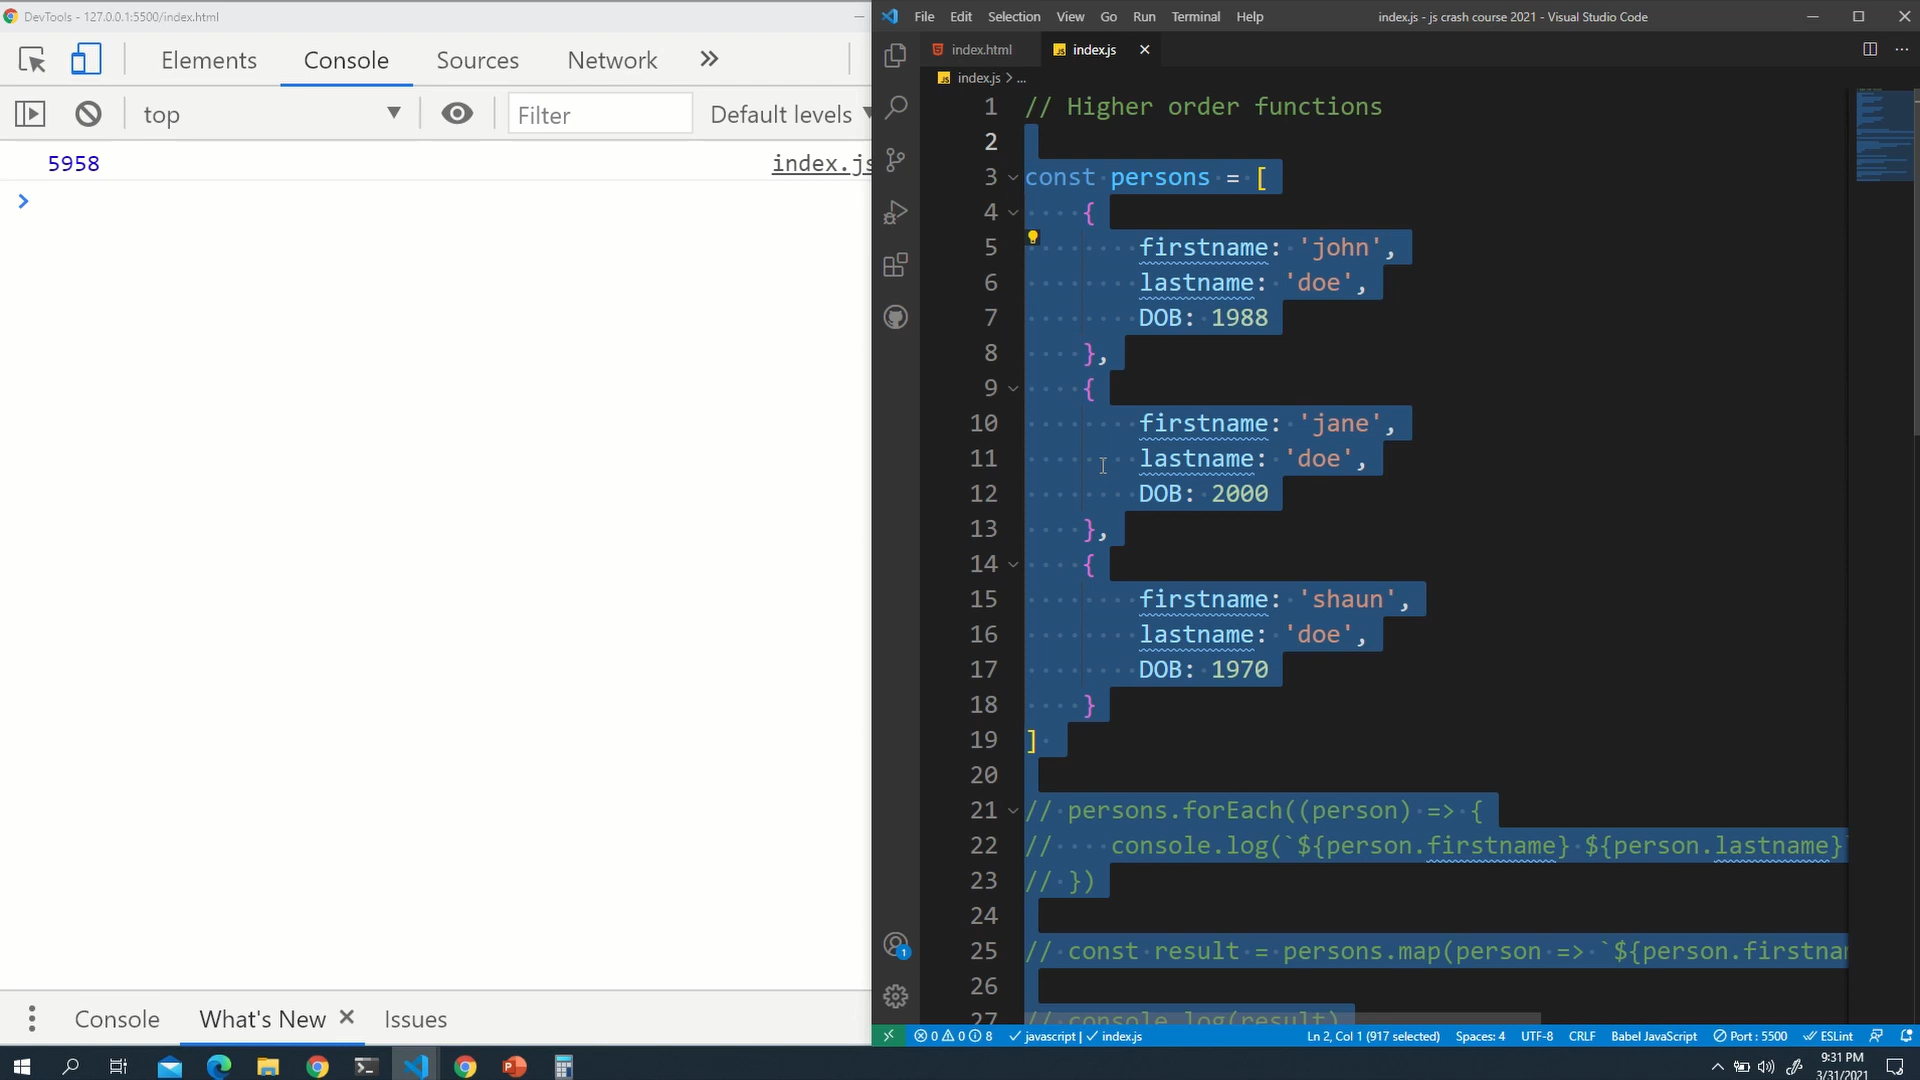 DevTools - 127.0.0.1:5500/index.html
Elements Console Sources Network
top Filter Default levels
5958 index.js
Console What's New Issues
File Edit Selection View Go Run Terminal Help
index.js - js crash course 2021 - Visual Studio Code
index.html JS index.js
JS index.js > ...
1 // Higher order functions
2
3 const persons = [
4 {
5 firstname: 'john',
6 lastname: 'doe',
7 DOB: 1988
8 },
9 {
10 firstname: 'jane',
11 lastname: 'doe',
12 DOB: 2000
13 },
14 {
15 firstname: 'shaun',
16 lastname: 'doe',
17 DOB: 1970
18 }
19 ]
20
21 // persons.forEach((person) => {
22 // console.log(`${person.firstname} ${person.lastname}`
23 // })
24
25 // const result = persons.map(person => `${person.firstnam
26
27 // console.log(result)
1
0 0 8 javascript | index.js Ln 2, Col 1 (917 selected) Spaces: 4 UTF-8 CRLF Babel JavaScript Port : 5500 ESLint
9:31 PM
3/31/2021